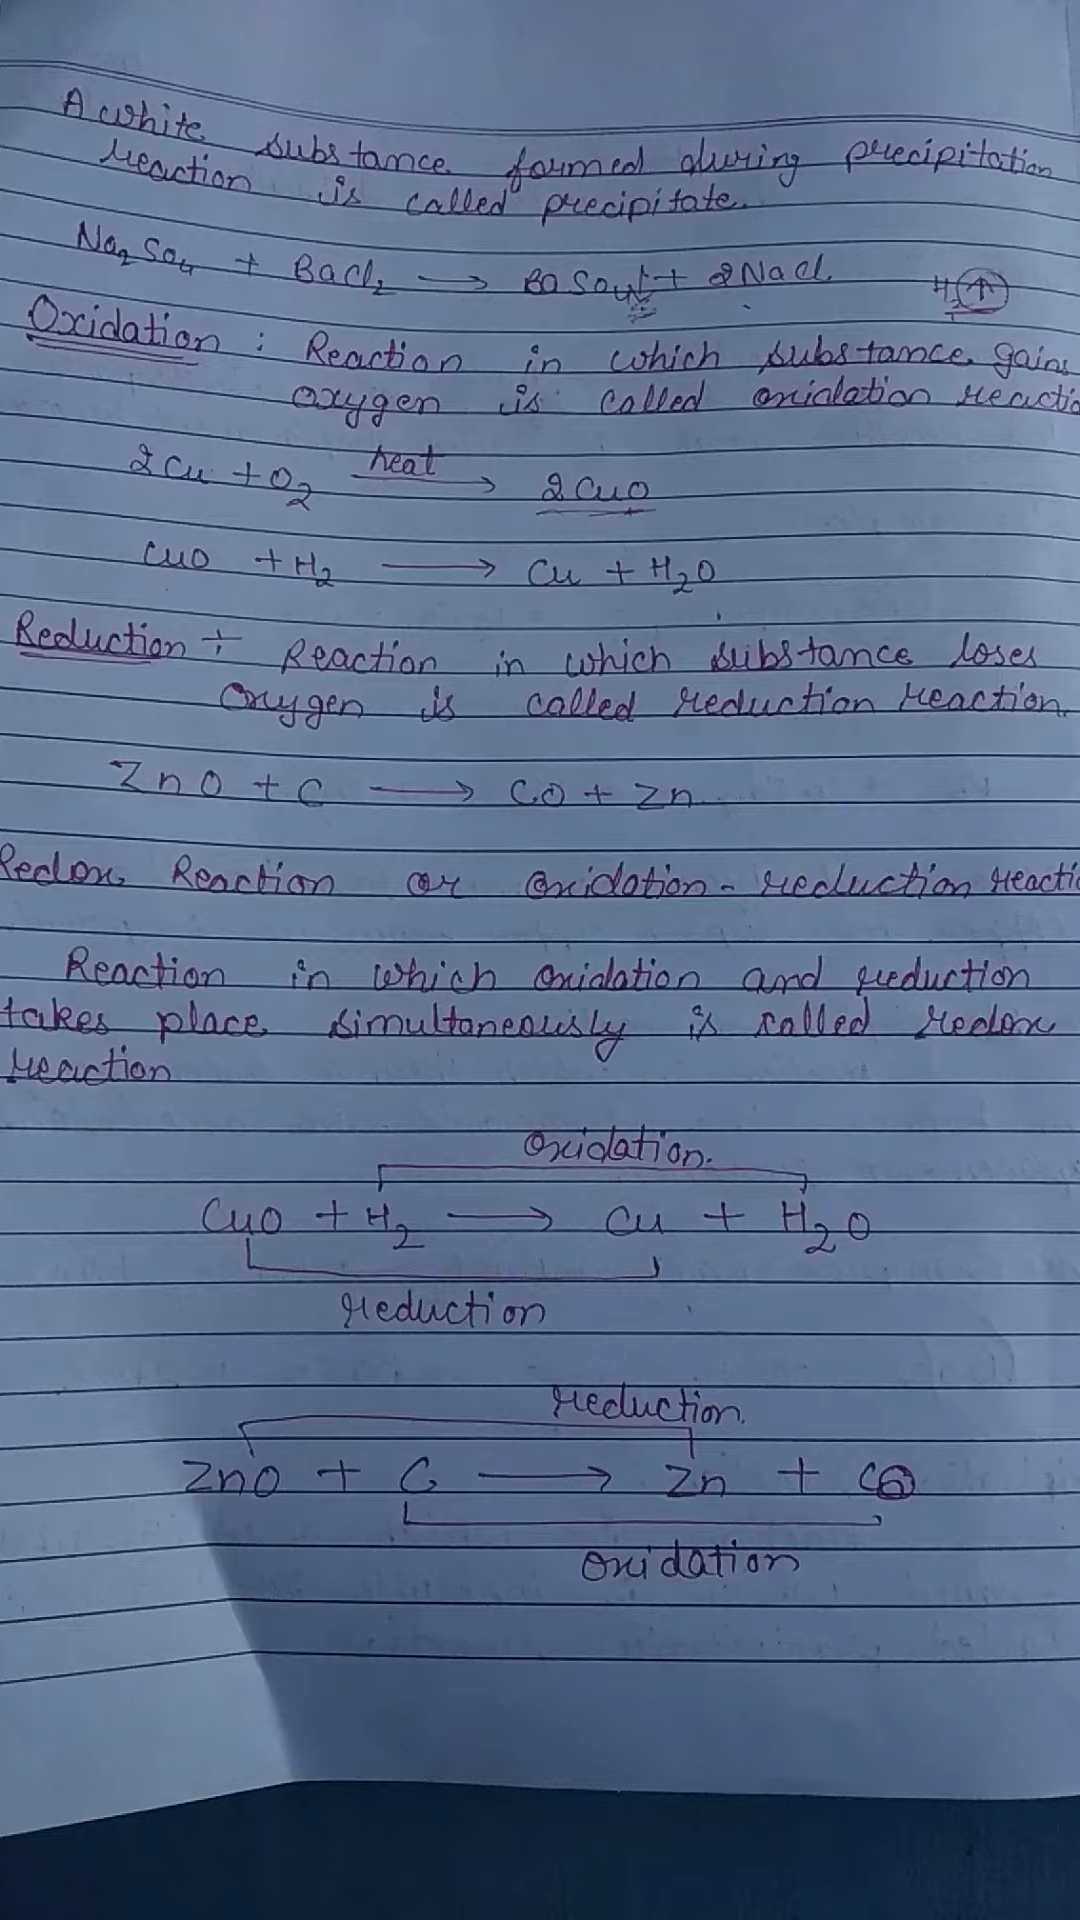 A white substance formed during precipitation
reaction is called precipitate.
Na₂So₄ + BaCl₂ → BaSo₄↓ + 2NaCl.
H₂↑
Oxidation : Reaction in which substance gains
oxygen is called oxidation reactio
2Cu + O₂ heat → 2CuO
CuO + H₂ → Cu + H₂O
Reduction ÷ Reaction in which substance loses
Oxygen is called reduction reaction.
ZnO + C → CO + Zn
Redox Reaction or Oxidation - reduction reactio
Reaction in which oxidation and reduction
takes place simultaneously is called redox
reaction
Oxidation.
CuO + H₂ → Cu + H₂O
reduction
reduction.
ZnO + C → Zn + CO
Oxidation